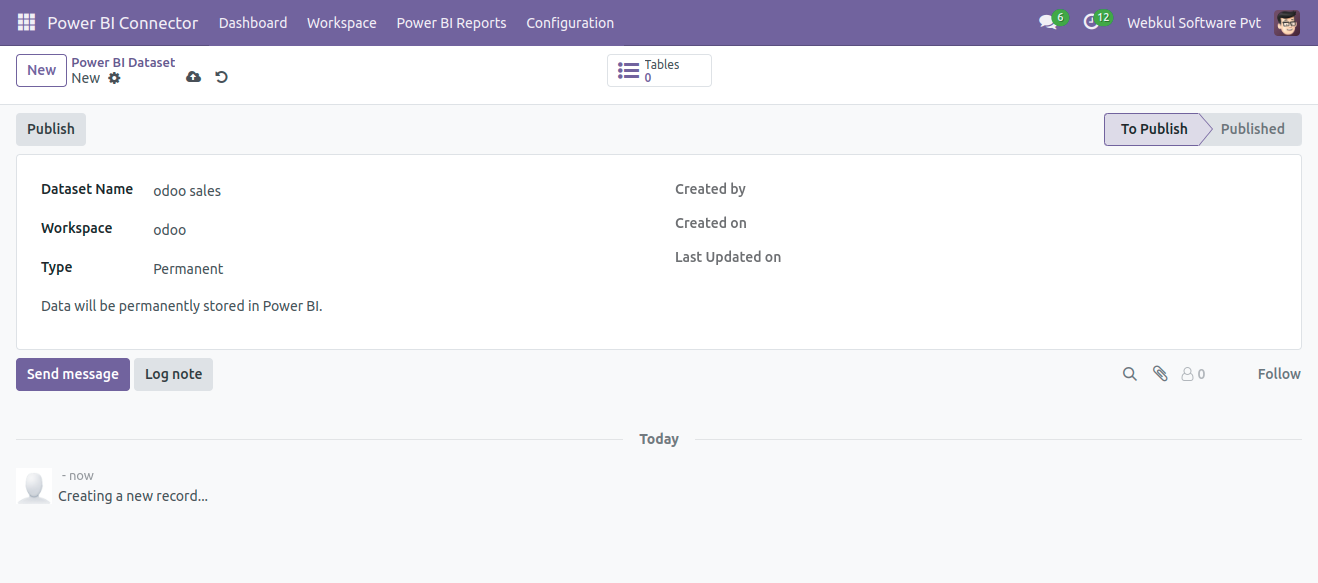 Power BI Connector Dashboard Workspace Power BI Reports Configuration 6 12 Webkul Software Pvt
New Power BI Dataset
New
Tables
0
Publish To Publish Published
Dataset Name odoo sales Created by
Workspace odoo Created on
Type Permanent Last Updated on
Data will be permanently stored in Power BI.
Send message Log note 0 Follow
Today
- now
Creating a new record...